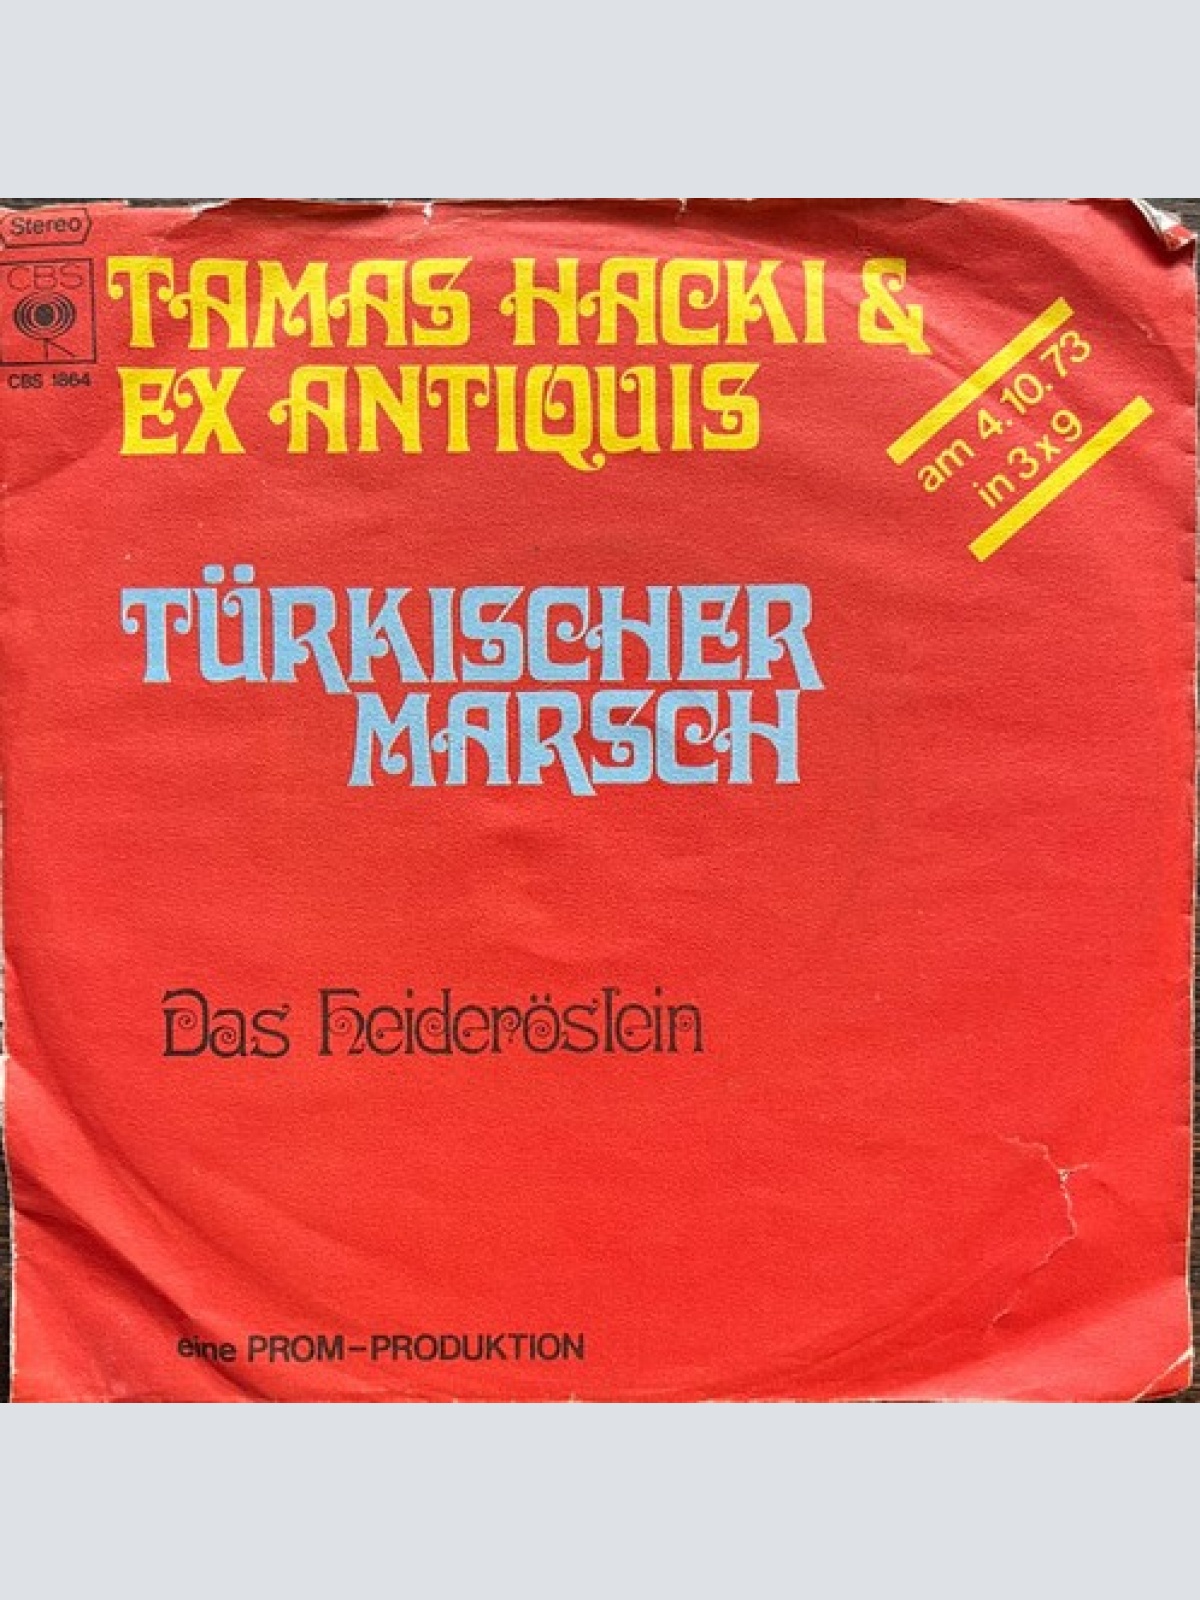 Stereo
CBS
CBS 1864
TAMAS HACKI &
EX ANTIQUIS
am 4.10.73
in 3x9
TÜRKISCHER
MARSCH
Das Heideröslein
eine PROM-PRODUKTION